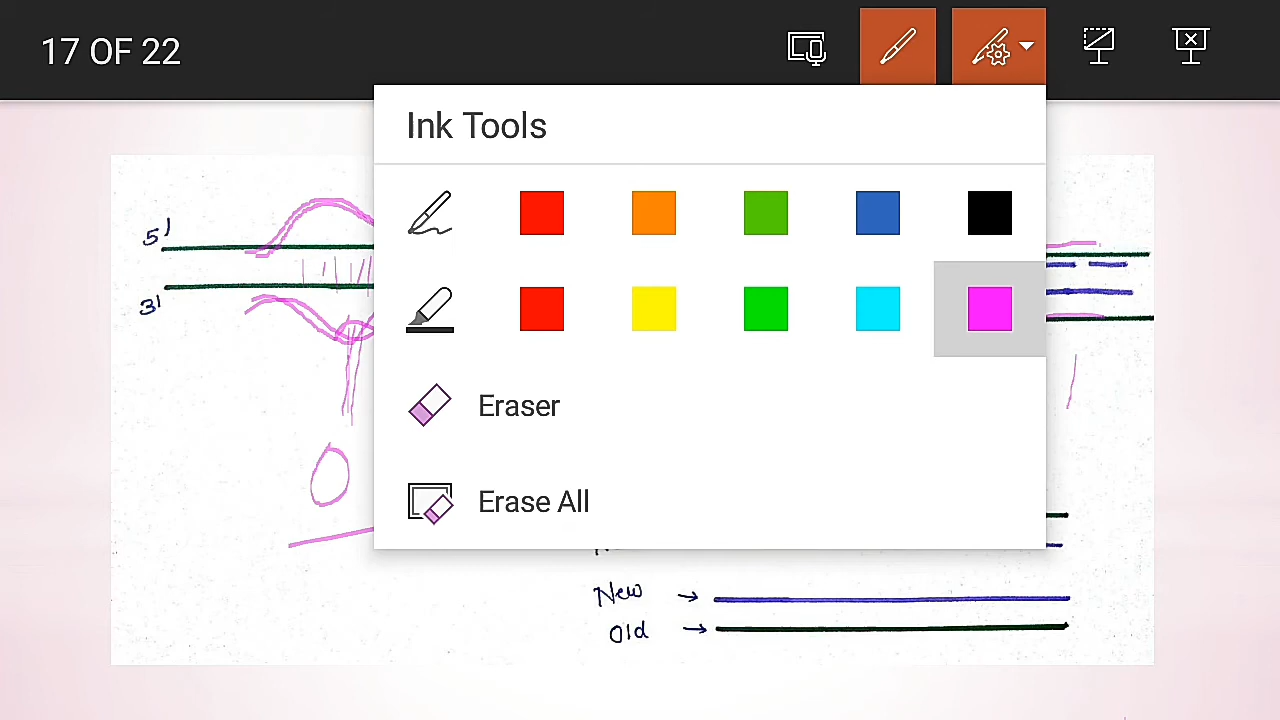 17 OF 22
Ink Tools
5'
3'
Eraser
Erase All
New →
Old →